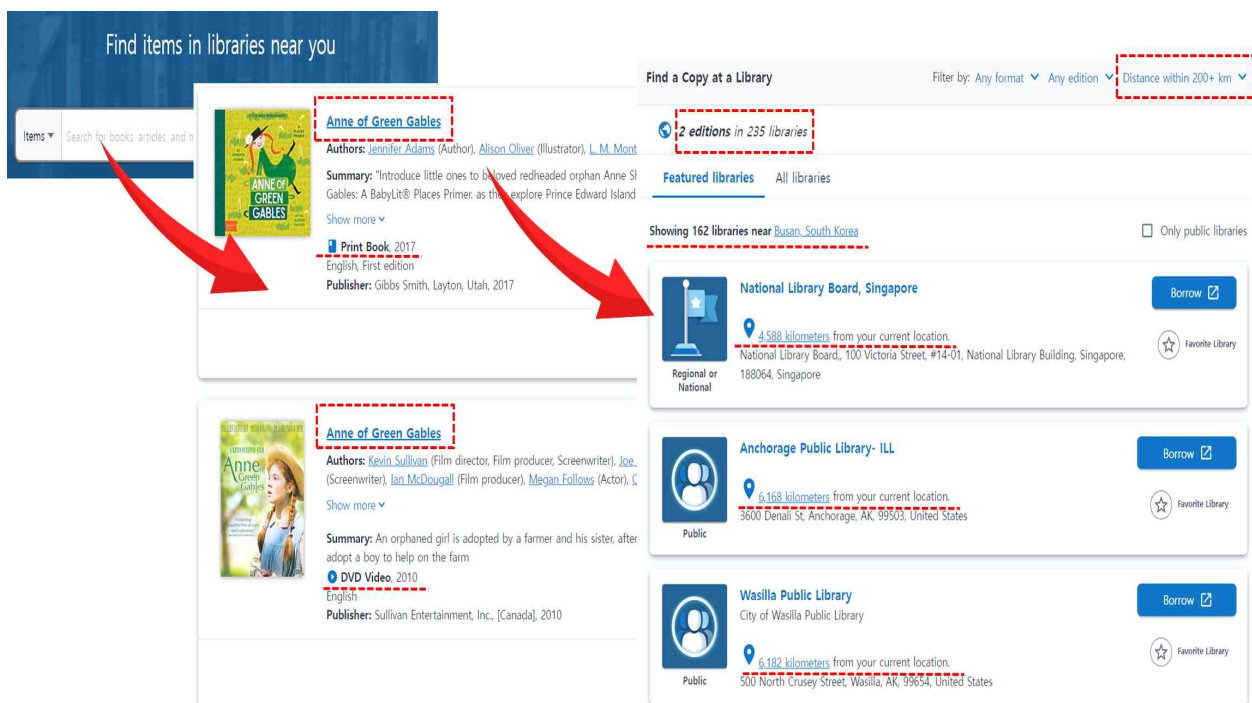 Find items in libraries near you
Items
Search for books, articles, and m
ANNE OF
GREEN
GABLES
Anne of Green Gables
Authors: Jennifer Adams (Author), Alison Oliver (Illustrator), L. M. Mont
Summary: "Introduce little ones to beloved redheaded orphan Anne Sh
Gables: A BabyLit® Places Primer. as they explore Prince Edward Island
Show more
Print Book, 2017
English, First edition
Publisher: Gibbs Smith, Layton, Utah, 2017
Anne of
Green
Gables
Anne of Green Gables
Authors: Kevin Sullivan (Film director, Film producer, Screenwriter), Joe
(Screenwriter), Ian McDougall (Film producer), Megan Follows (Actor), C
Show more
Summary: An orphaned girl is adopted by a farmer and his sister, after
adopt a boy to help on the farm
DVD Video, 2010
English
Publisher: Sullivan Entertainment, Inc., [Canada], 2010
Find a Copy at a Library
Filter by: Any format Any edition Distance within 200+ km
2 editions in 235 libraries
Featured libraries All libraries
Showing 162 libraries near Busan, South Korea
Only public libraries
National Library Board, Singapore
Borrow
4,588 kilometers from your current location.
Favorite Library
National Library Board,, 100 Victoria Street, #14-01, National Library Building, Singapore,
188064, Singapore
Regional or
National
Anchorage Public Library- ILL
Borrow
6,168 kilometers from your current location.
Favorite Library
3600 Denali St, Anchorage, AK, 99503, United States
Public
Wasilla Public Library
Borrow
City of Wasilla Public Library
6,182 kilometers from your current location.
Favorite Library
500 North Crusey Street, Wasilla, AK, 99654, United States
Public